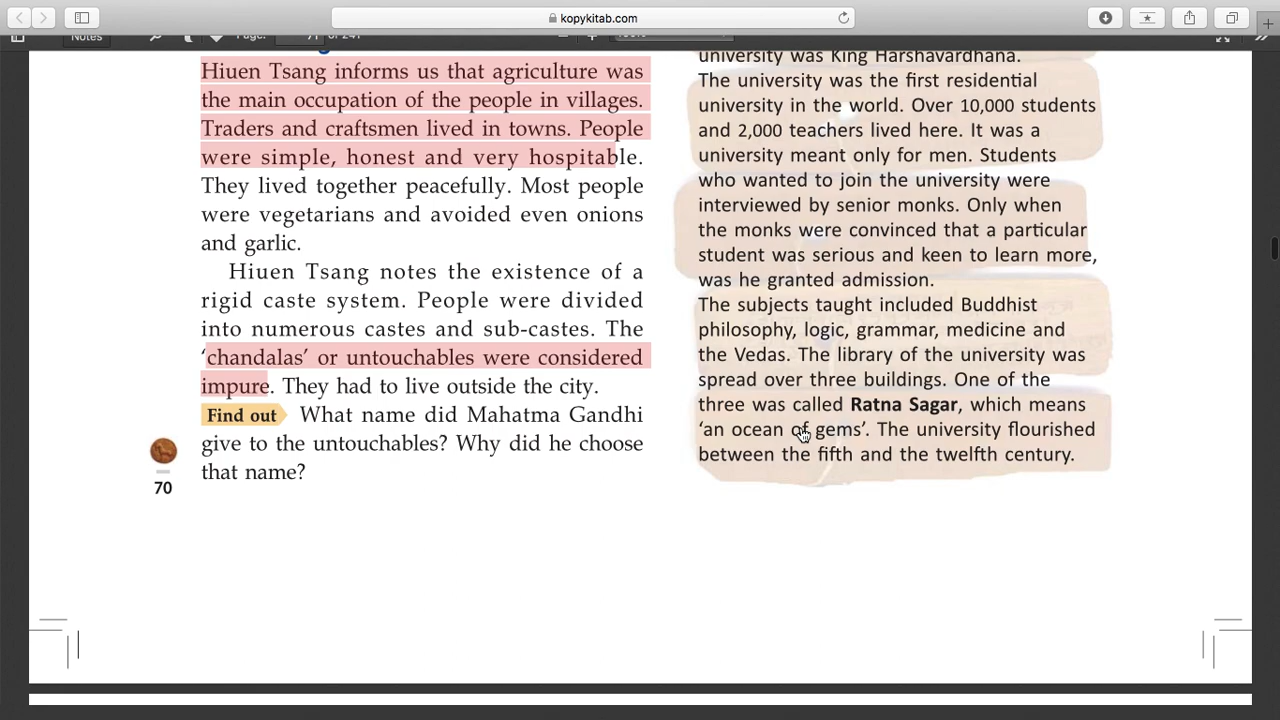 kopykitab.com
Notes
Page:
71 of 241
Hiuen Tsang informs us that agriculture was
the main occupation of the people in villages.
Traders and craftsmen lived in towns. People
were simple, honest and very hospitable.
They lived together peacefully. Most people
were vegetarians and avoided even onions
and garlic.
Hiuen Tsang notes the existence of a
rigid caste system. People were divided
into numerous castes and sub-castes. The
‘chandalas’ or untouchables were considered
impure. They had to live outside the city.
Find out What name did Mahatma Gandhi
give to the untouchables? Why did he choose
that name?
70
university was King Harshavardhana.
The university was the first residential
university in the world. Over 10,000 students
and 2,000 teachers lived here. It was a
university meant only for men. Students
who wanted to join the university were
interviewed by senior monks. Only when
the monks were convinced that a particular
student was serious and keen to learn more,
was he granted admission.
The subjects taught included Buddhist
philosophy, logic, grammar, medicine and
the Vedas. The library of the university was
spread over three buildings. One of the
three was called Ratna Sagar, which means
‘an ocean of gems’. The university flourished
between the fifth and the twelfth century.